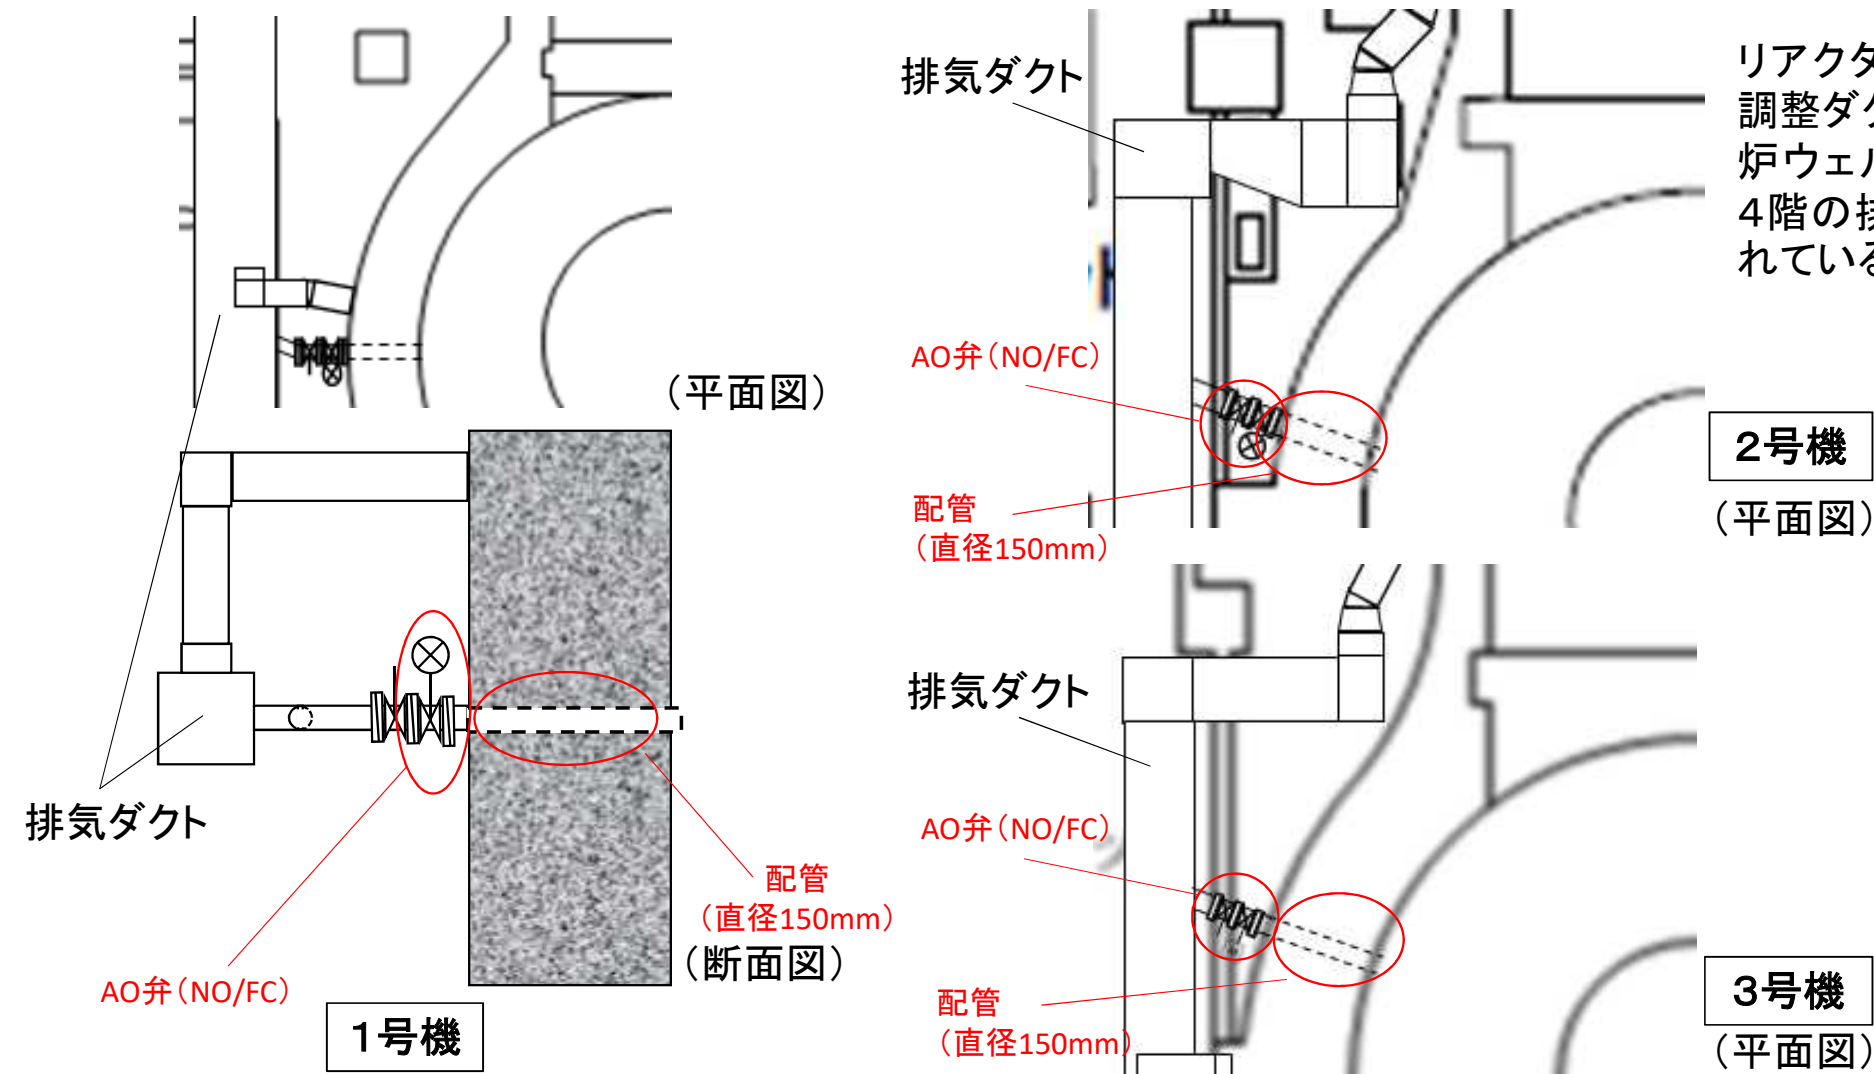 （平面図）
排気ダクト
配管
（直径150mm）
（断面図）
AO弁（NO/FC）
1号機
排気ダクト
AO弁（NO/FC）
配管
（直径150mm）
リアクタ
調整ダク
炉ウェル
4階の排
れている
2号機
（平面図）
排気ダクト
AO弁（NO/FC）
配管
（直径150mm）
3号機
（平面図）